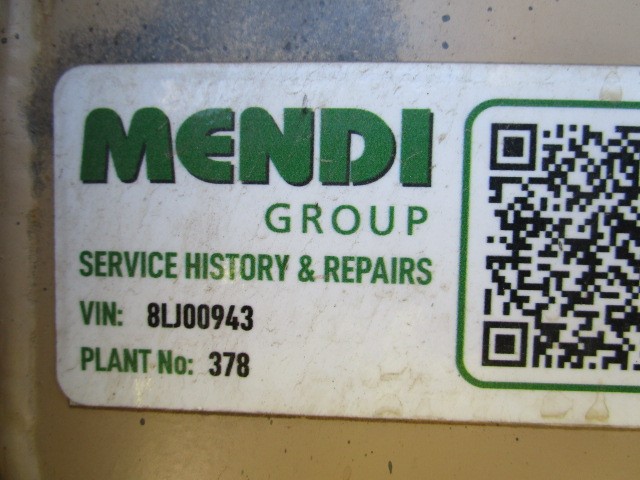 MENDI
GROUP
SERVICE HISTORY & REPAIRS
VIN: 8LJ00943
PLANT No: 378